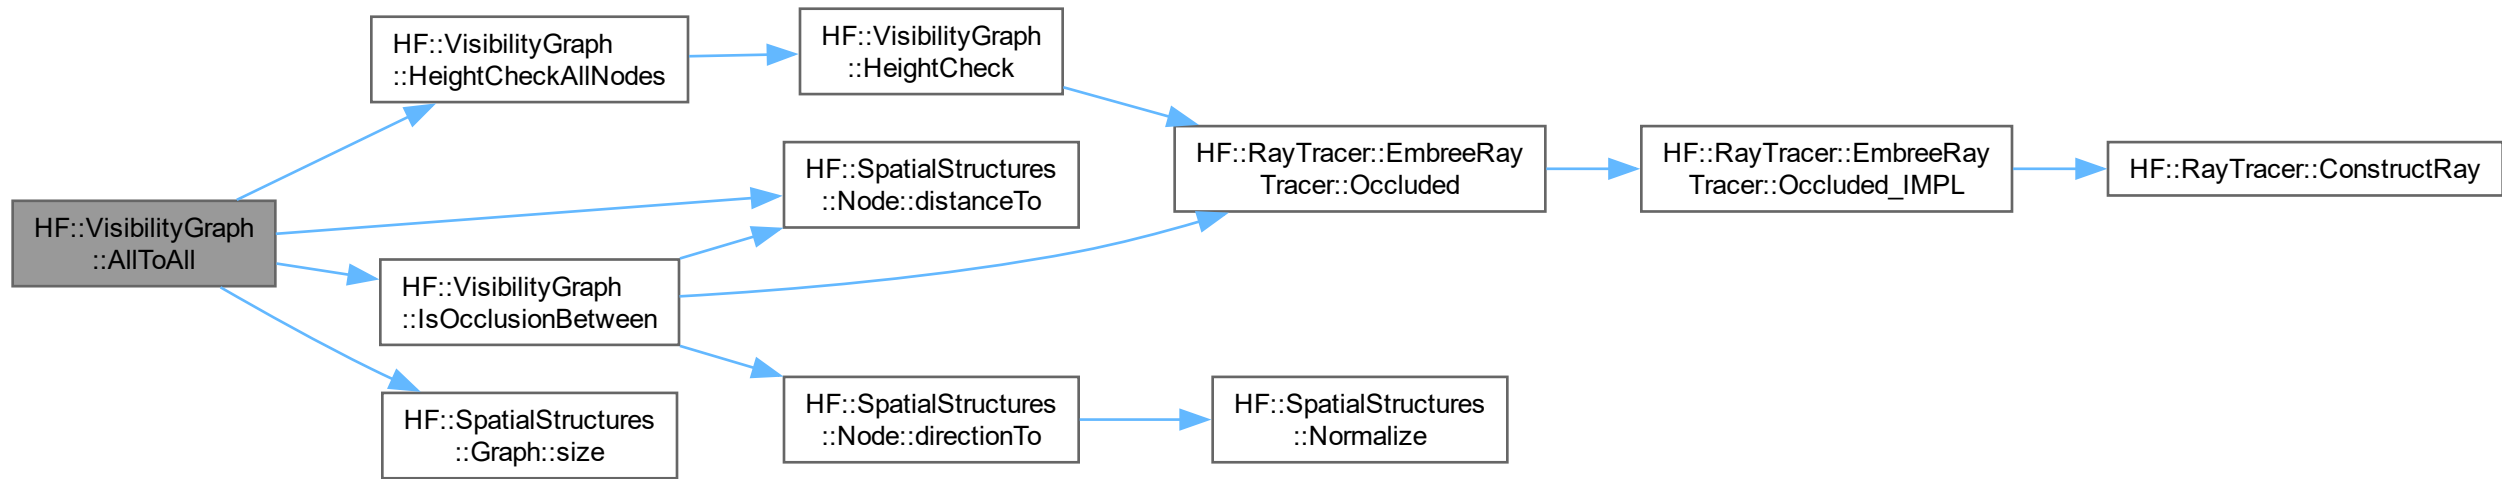 HF::VisibilityGraph
::AllToAll
HF::VisibilityGraph
::HeightCheckAllNodes
HF::VisibilityGraph
::HeightCheck
HF::RayTracer::EmbreeRay
Tracer::Occluded
HF::RayTracer::EmbreeRay
Tracer::Occluded_IMPL
HF::RayTracer::ConstructRay
HF::SpatialStructures
::Node::distanceTo
HF::VisibilityGraph
::IsOcclusionBetween
HF::SpatialStructures
::Node::directionTo
HF::SpatialStructures
::Normalize
HF::SpatialStructures
::Graph::size